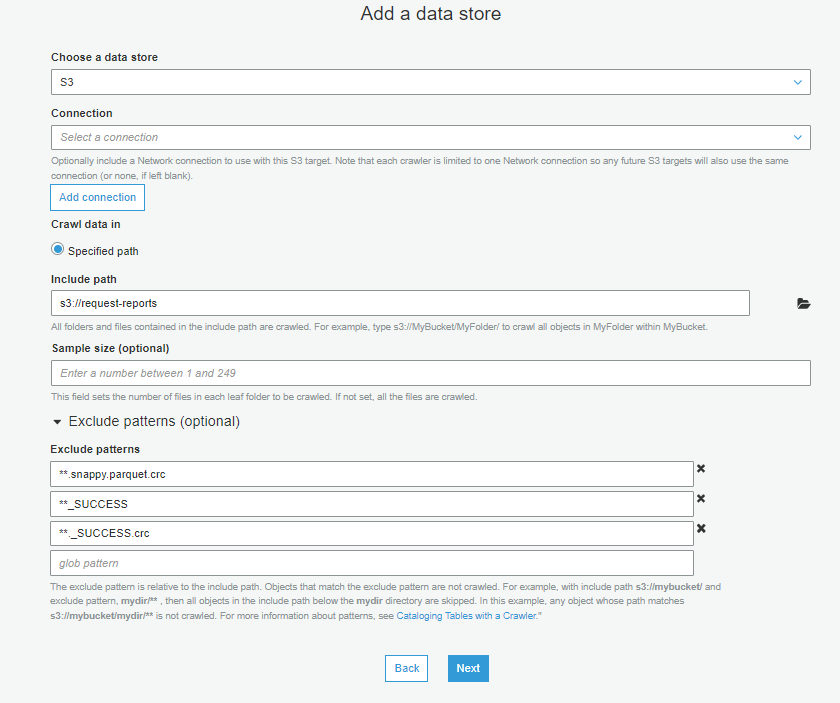 Add a data store
Choose a data store
S3
Connection
Select a connection
Optionally include a Network connection to use with this S3 target. Note that each crawler is limited to one Network connection so any future S3 targets will also use the same
connection (or none, if left blank).
Add connection
Crawl data in
Specified path
Include path
s3://request-reports
All folders and files contained in the include path are crawled. For example, type s3://MyBucket/MyFolder/ to crawl all objects in MyFolder within MyBucket.
Sample size (optional)
Enter a number between 1 and 249
This field sets the number of files in each leaf folder to be crawled. If not set, all the files are crawled.
Exclude patterns (optional)
Exclude patterns
**.snappy.parquet.crc
**_SUCCESS
**._SUCCESS.crc
glob pattern
The exclude pattern is relative to the include path. Objects that match the exclude pattern are not crawled. For example, with include path s3://mybucket/ and
exclude pattern, mydir/** , then all objects in the include path below the mydir directory are skipped. In this example, any object whose path matches
s3://mybucket/mydir/** is not crawled. For more information about patterns, see Cataloging Tables with a Crawler."
Back
Next